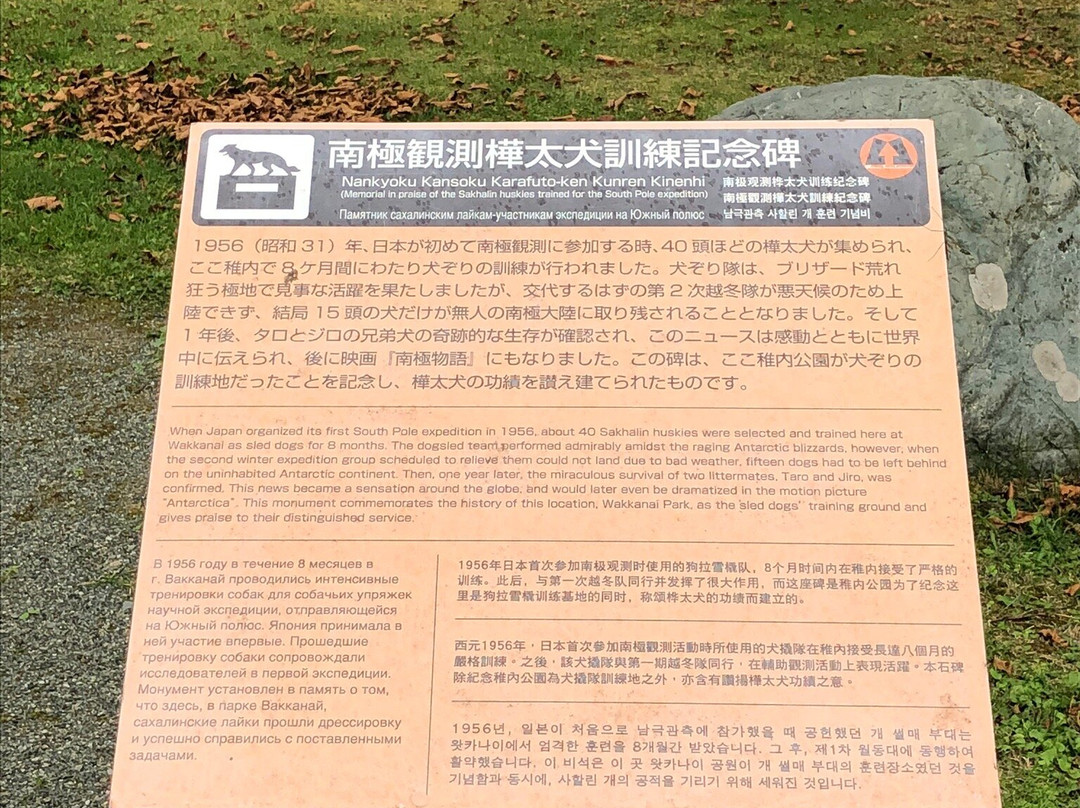 南極観測樺太犬訓練記念碑
Nankyoku Kansoku Karafuto-ken Kunren Kinenhi
(Memorial in praise of the Sakhalin huskies trained for the South Pole expedition)
Памятник сахалинским лайкам-участникам экспедиции на Южный полюс
南极观测桦太犬训练纪念碑
南極觀測樺太犬訓練紀念碑
남극관측 사할린 개 훈련 기념비
1956（昭和 31）年、日本が初めて南極観測に参加する時、40 頭ほどの樺太犬が集められ、
ここ稚内で 8 ケ月間にわたり犬ぞりの訓練が行われました。犬ぞり隊は、ブリザード荒れ
狂う極地で見事な活躍を果たしましたが、交代するはずの第 2 次越冬隊が悪天候のため上
陸できず、結局 15 頭の犬だけが無人の南極大陸に取り残されることとなりました。そして
1 年後、タロとジロの兄弟犬の奇跡的な生存が確認され、このニュースは感動とともに世界
中に伝えられ、後に映画『南極物語』にもなりました。この碑は、ここ稚内公園が犬ぞりの
訓練地だったことを記念し、樺太犬の功績を讃え建てられたものです。
When Japan organized its first South Pole expedition in 1956, about 40 Sakhalin huskies were selected and trained here at
Wakkanai as sled dogs for 8 months. The dogsled team performed admirably amidst the raging Antarctic blizzards, however, when
the second winter expedition group scheduled to relieve them could not land due to bad weather, fifteen dogs had to be left behind
on the uninhabited Antarctic continent. Then, one year later, the miraculous survival of two littermates, Taro and Jiro, was
confirmed. This news became a sensation around the globe, and would later even be dramatized in the motion picture
"Antarctica". This monument commemorates the history of this location, Wakkanai Park, as the sled dogs' training ground and
gives praise to their distinguished service.
В 1956 году в течение 8 месяцев в
г. Вакканай проводились интенсивные
тренировки собак для собачьих упряжек
научной экспедиции, отправляющейся
на Южный полюс. Япония принимала в
ней участие впервые. Прошедшие
тренировку собаки сопровождали
исследователей в первой экспедиции.
Монумент установлен в память о том,
что здесь, в парке Вакканай,
сахалинские лайки прошли дрессировку
и успешно справились с поставленными
задачами.
1956年日本首次参加南极观测时使用的狗拉雪橇队，8个月时间内在稚内接受了严格的
训练。此后，与第一次越冬队同行并发挥了很大作用，而这座碑是稚内公园为了纪念这
里是狗拉雪橇训练基地的同时，称颂桦太犬的功绩而建立的。
西元1956年，日本首次參加南極觀測活動時所使用的犬撬隊在稚內接受長達八個月的
嚴格訓練。之後，該犬撬隊與第一期越冬隊同行，在輔助觀測活動上表現活躍。本石碑
除紀念稚內公園為犬撬隊訓練地之外，亦含有讚揚樺太犬功績之意。
1956년, 일본이 처음으로 남극관측에 참가했을 때 공헌했던 개 썰매 부대는
왓카나이에서 엄격한 훈련을 8개월간 받았습니다. 그 후, 제1차 월동대에 동행하여
활약했습니다. 이 비석은 이 곳 왓카나이 공원이 개 썰매 부대의 훈련장소였던 것을
기념함과 동시에, 사할린 개의 공적을 기리기 위해 세워진 것입니다.